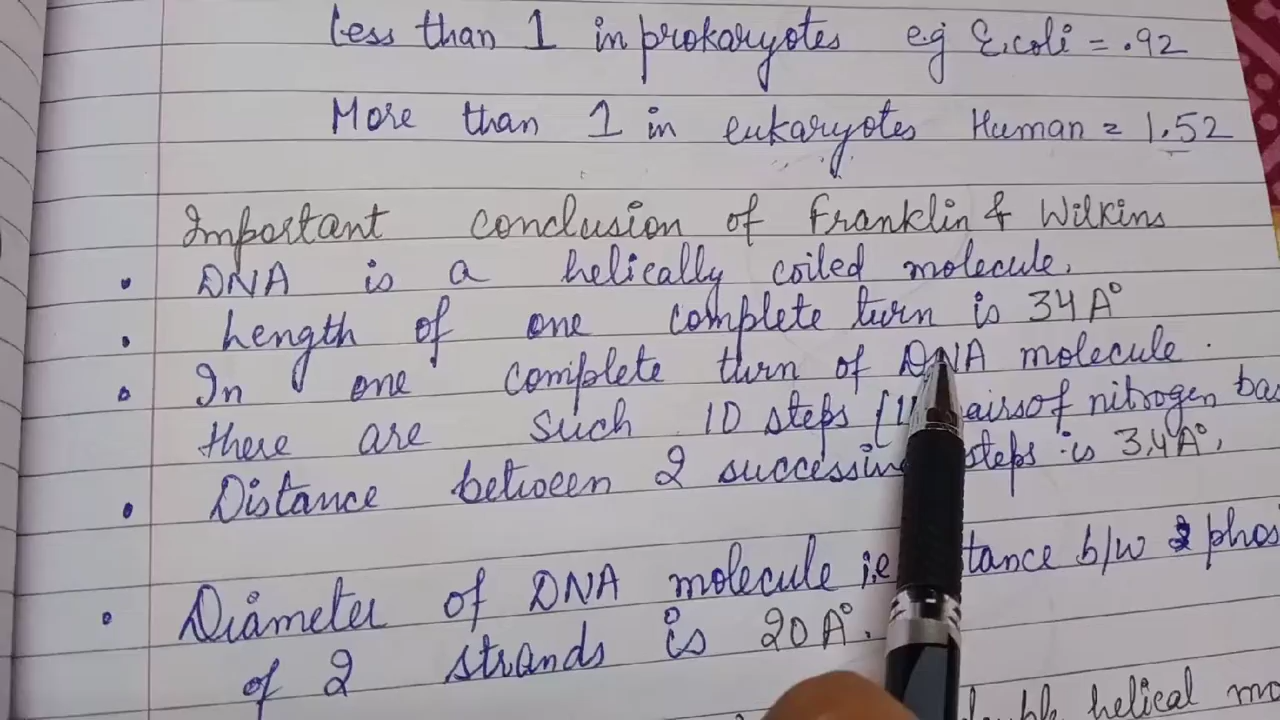 Less than 1 in prokaryotes eg E.coli = .92
More than 1 in eukaryotes Human = 1.52
Important conclusion of Franklin & Wilkins
• DNA is a helically coiled molecule.
• Length of one complete turn is 34 A°
• In one complete turn of DNA molecule.
there are such 10 steps of nitrogen
• Distance between 2 steps is 3.4A°.
• Diameter of DNA molecule i.e b/w
of 2 strands is 20 A°.
helical